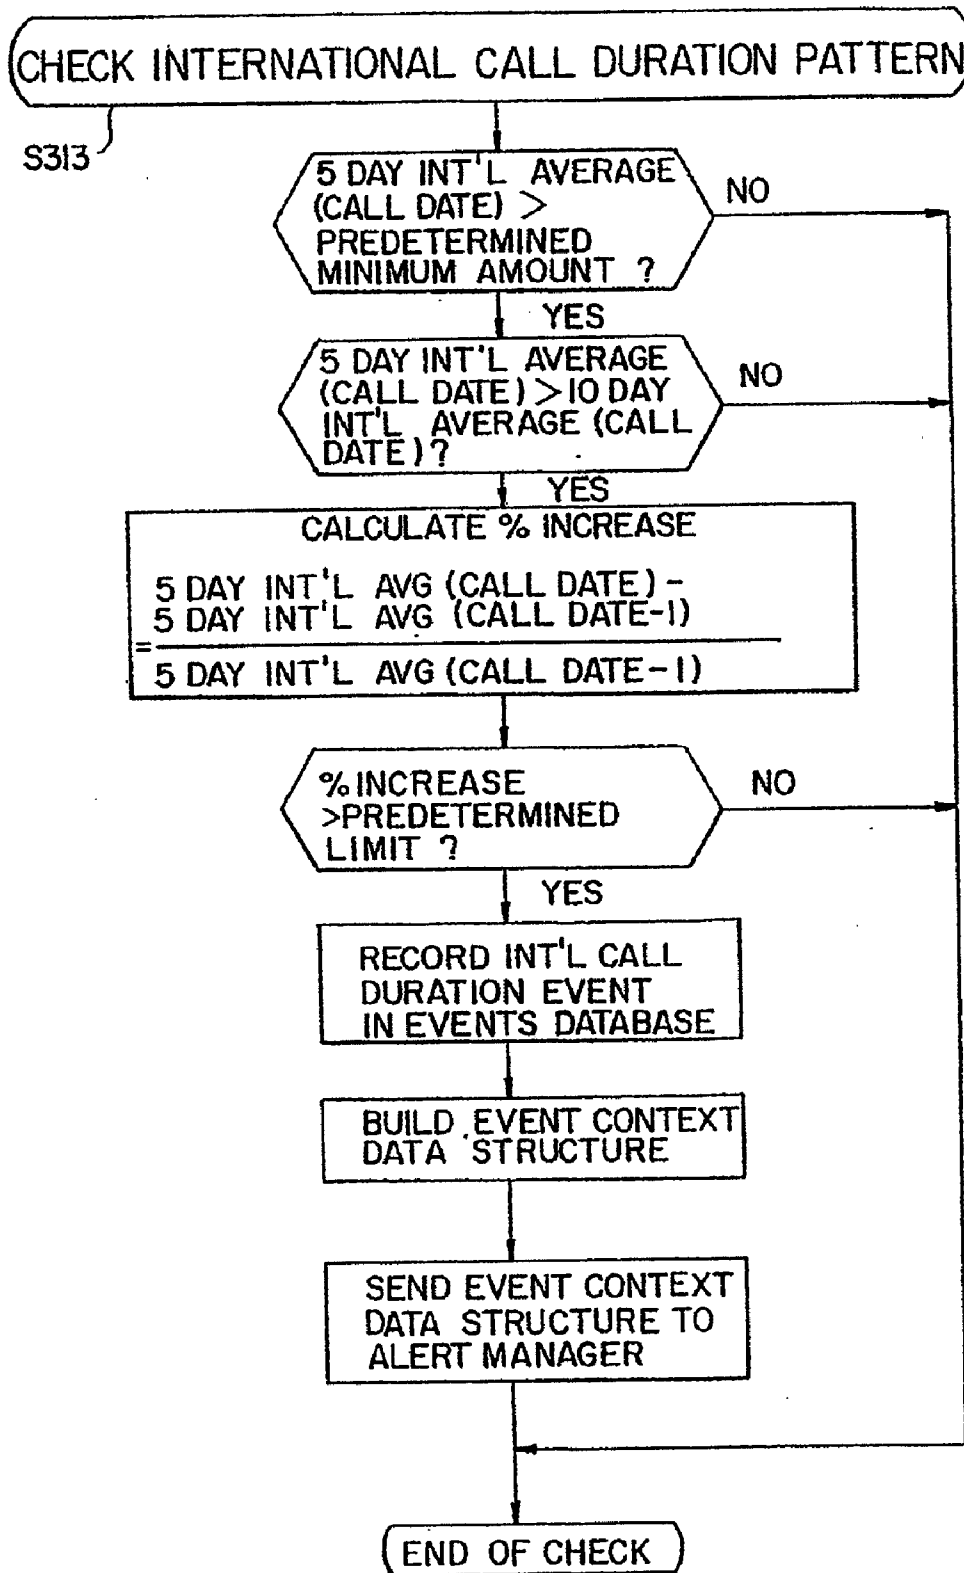 CHECK INTERNATIONAL CALL DURATION PATTERN
S313
5 DAY INT'L AVERAGE
(CALL DATE) >
PREDETERMINED
MINIMUM AMOUNT ?
NO
YES
5 DAY INT'L AVERAGE
(CALL DATE) > 10 DAY
INT'L AVERAGE (CALL
DATE)?
NO
YES
CALCULATE % INCREASE
5 DAY INT'L AVG (CALL DATE) -
5 DAY INT'L AVG (CALL DATE-1)
=
5 DAY INT'L AVG (CALL DATE-1)
% INCREASE
>PREDETERMINED
LIMIT ?
NO
YES
RECORD INT'L CALL
DURATION EVENT
IN EVENTS DATABASE
BUILD EVENT CONTEXT
DATA STRUCTURE
SEND EVENT CONTEXT
DATA STRUCTURE TO
ALERT MANAGER
END OF CHECK